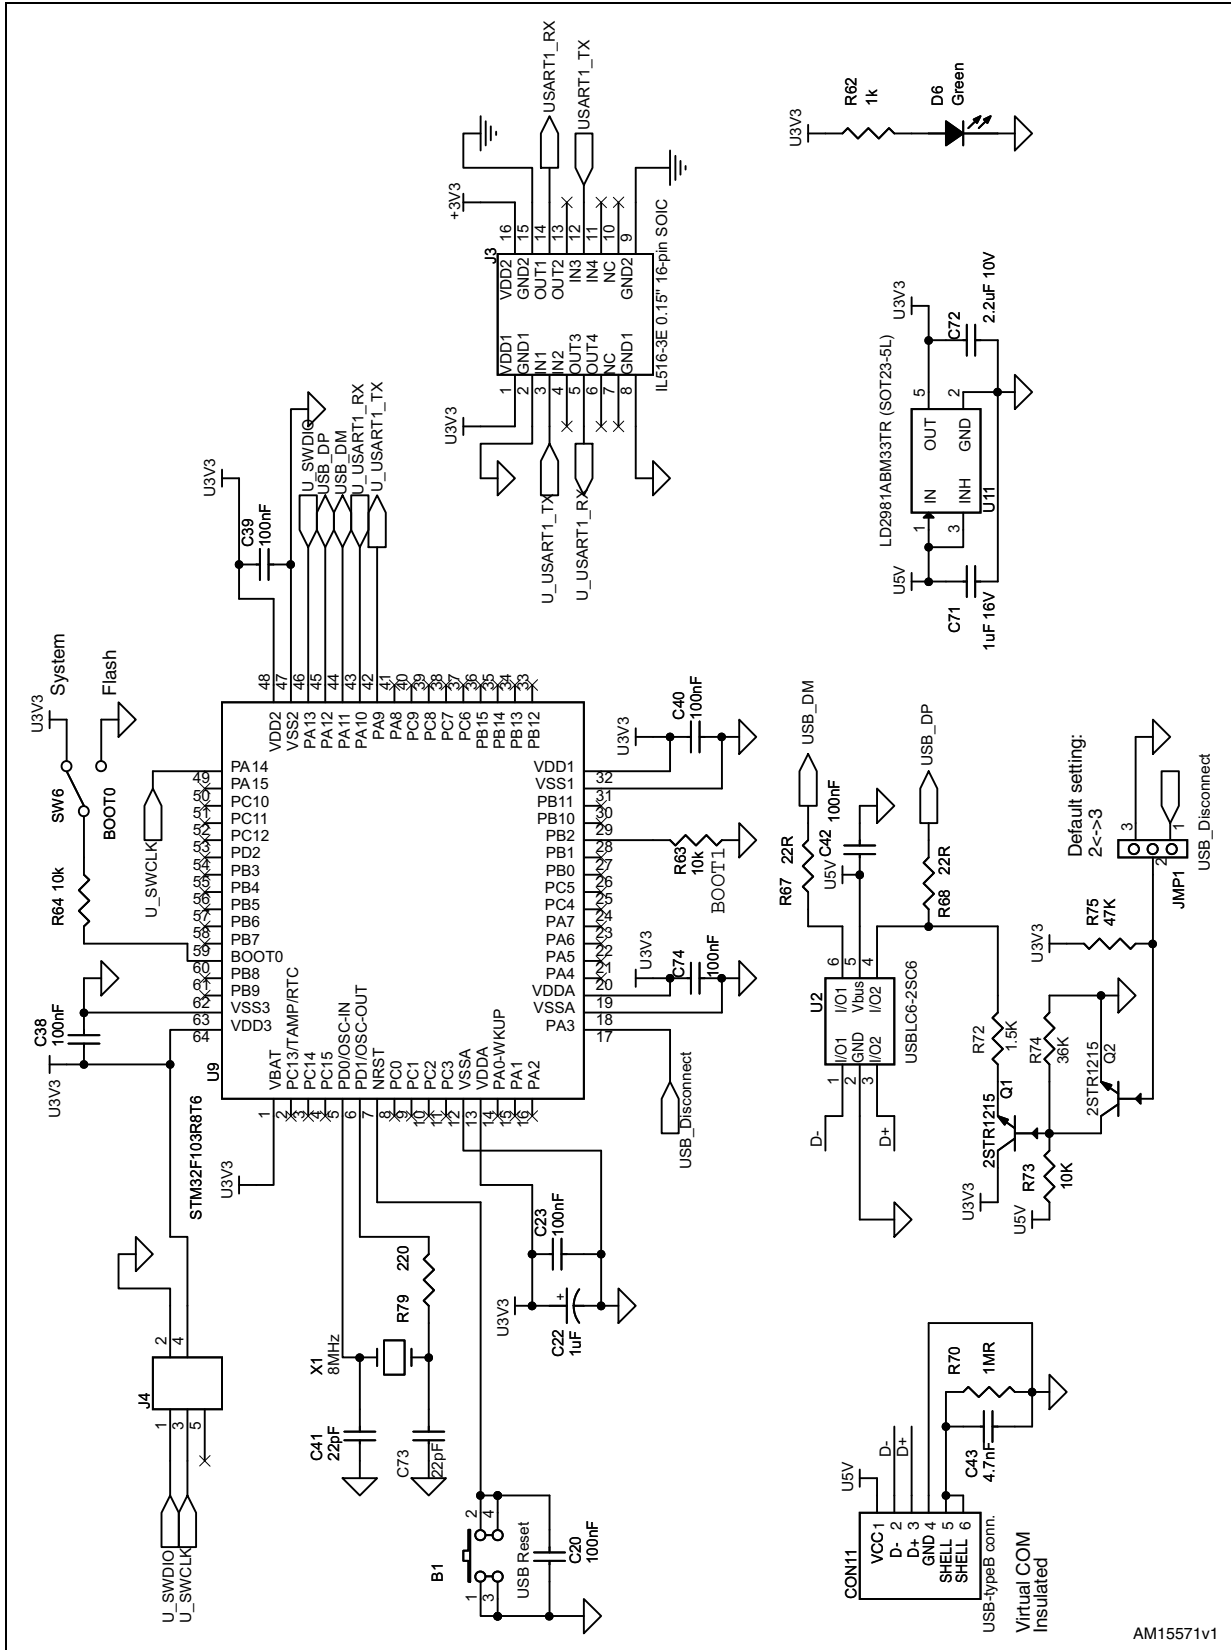 U_SWDIO
U_SWCLK
J4
1
3
5
2
4
U3V3
C38
100nF
R64 10k
SW6
BOOT0
U3V3
System
Flash
U_SWCLK
STM32F103R8T6
U9
64
63
62
61
60
59
58
57
56
55
54
53
52
51
50
49
VDD3
VSS3
PB9
PB8
BOOT0
PB7
PB6
PB5
PB4
PB3
PD2
PC12
PC11
PC10
PA15
PA14
1
2
3
4
5
6
7
8
9
10
11
12
13
14
15
16
VBAT
PC13/TAMP/RTC
PC14
PC15
PD0/OSC-IN
PD1/OSC-OUT
NRST
PC0
PC1
PC2
PC3
VSSA
VDDA
PA0-WKUP
PA1
PA2
48
47
46
45
44
43
42
41
40
39
38
37
36
35
34
33
VDD2
VSS2
PA13
PA12
PA11
PA10
PA9
PA8
PC9
PC8
PC7
PC6
PB15
PB14
PB13
PB12
VDD1
VSS1
PB11
PB10
PB2
PB1
PB0
PC5
PC4
PA7
PA6
PA5
PA4
VDDA
VSSA
PA3
32
31
30
29
28
27
26
25
24
23
22
21
20
19
18
17
U3V3
C39
100nF
U_SWDIO
USB_DP
USB_DM
U_USART1_RX
U_USART1_TX
U3V3
X1
8MHz
R79
220
C41
22pF
C73
22pF
B1
1
3
2
4
USB Reset
C20
100nF
U3V3
C22
1uF
+
C23
100nF
USB_Disconnect
U3V3
C74
100nF
R63
10k
BOOT1
U3V3
C40
100nF
U3V3
U_USART1_TX
U_USART1_RX
J3
1
2
3
4
5
6
7
8
VDD1
GND1
IN1
IN2
OUT3
OUT4
NC
GND1
VDD2
GND2
OUT1
OUT2
IN3
IN4
NC
GND2
16
15
14
13
12
11
10
9
+3V3
USART1_RX
USART1_TX
IL516-3E 0.15" 16-pin SOIC
D-
D+
U2
1
2
3
I/O1
GND
I/O2
I/O1
Vbus
I/O2
6
5
4
USBLC6-2SC6
R67
22R
USB_DM
U5V
C42
100nF
R68
22R
USB_DP
U3V3
2STR1215
Q1
R72
1.5K
U5V
R73
10K
R74
36K
2STR1215
Q2
U3V3
R75
47K
Default setting:
2<->3
JMP1
3
2
1
USB_Disconnect
CON11
VCC
D-
D+
GND
SHELL
SHELL
1
2
3
4
5
6
U5V
D-
D+
C43
4.7nF
R70
1MR
USB-typeB conn.
Virtual COM
Insulated
U5V
C71
1uF 16V
LD2981ABM33TR (SOT23-5L)
1
3
IN
INH
OUT
GND
5
2
U11
U3V3
C72
2.2uF 10V
U3V3
R62
1k
D6
Green
AM15571v1